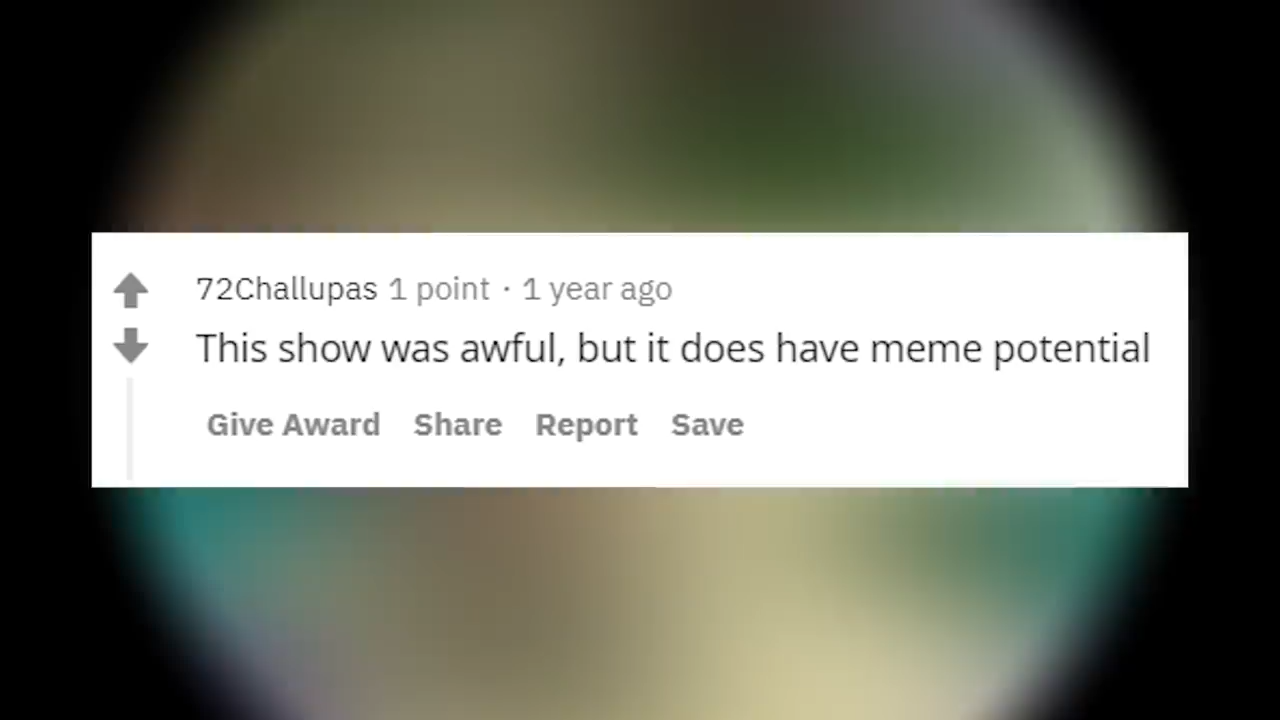 72Challupas 1 point · 1 year ago
This show was awful, but it does have meme potential
Give Award Share Report Save